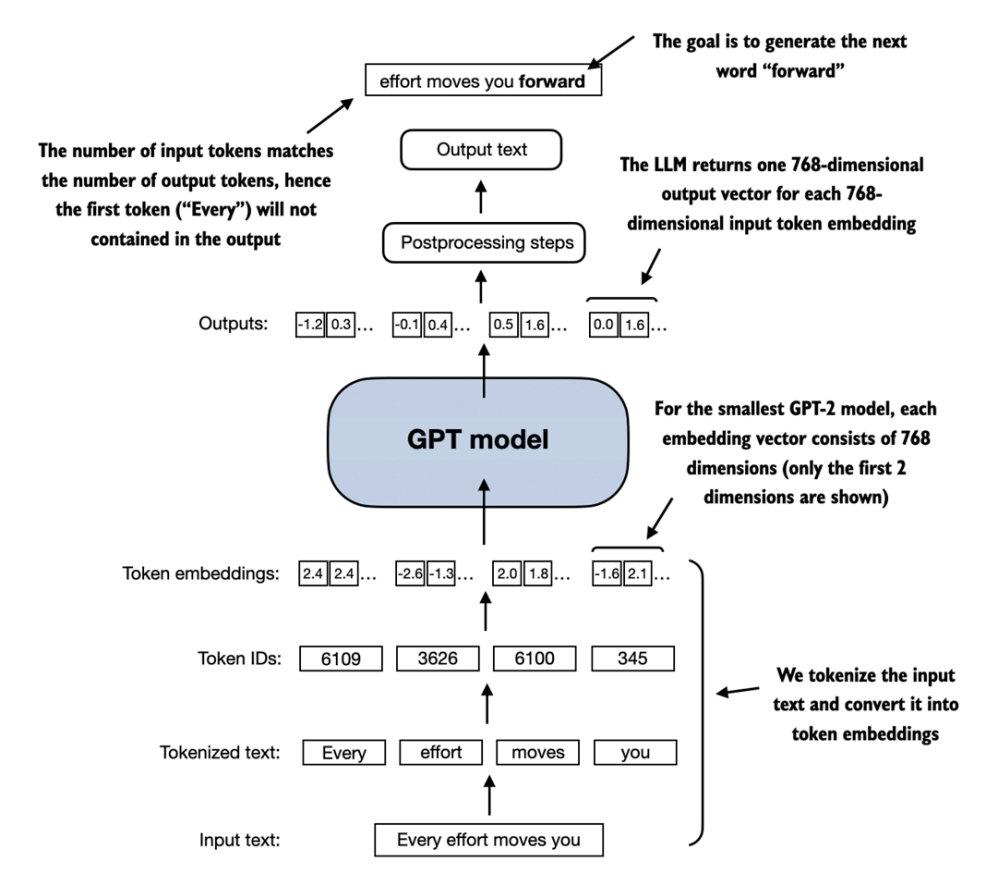 The goal is to generate the next
word “forward”
effort moves you forward
The number of input tokens matches
the number of output tokens, hence
the first token (“Every”) will not
contained in the output
Output text
The LLM returns one 768-dimensional
output vector for each 768-
dimensional input token embedding
Postprocessing steps
Outputs: -1.2 0.3 ... -0.1 0.4 ... 0.5 1.6 ... 0.0 1.6 ...
GPT model
For the smallest GPT-2 model, each
embedding vector consists of 768
dimensions (only the first 2
dimensions are shown)
Token embeddings: 2.4 2.4 ... -2.6 -1.3 ... 2.0 1.8 ... -1.6 2.1 ...
Token IDs: 6109 3626 6100 345
We tokenize the input
text and convert it into
token embeddings
Tokenized text: Every effort moves you
Input text: Every effort moves you